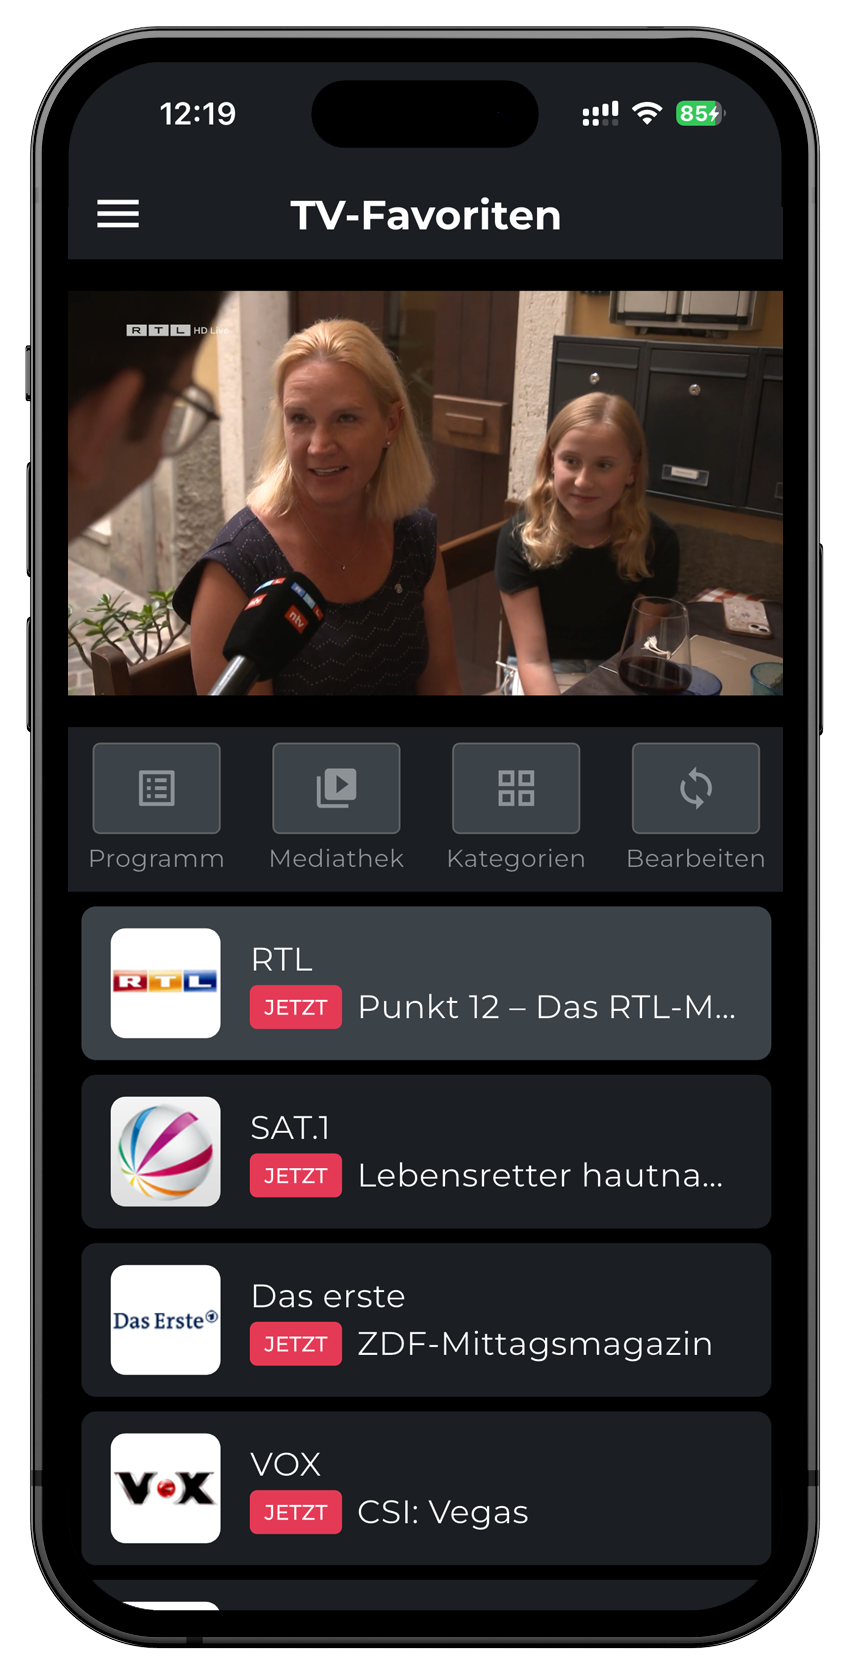 12:19
85
TV-Favoriten
RTL HD Live
ntv
Programm
Mediathek
Kategorien
Bearbeiten
RTL
RTL
JETZT Punkt 12 – Das RTL-M...
SAT.1
JETZT Lebensretter hautna...
Das Erste
Das erste
JETZT ZDF-Mittagsmagazin
VOX
VOX
JETZT CSI: Vegas